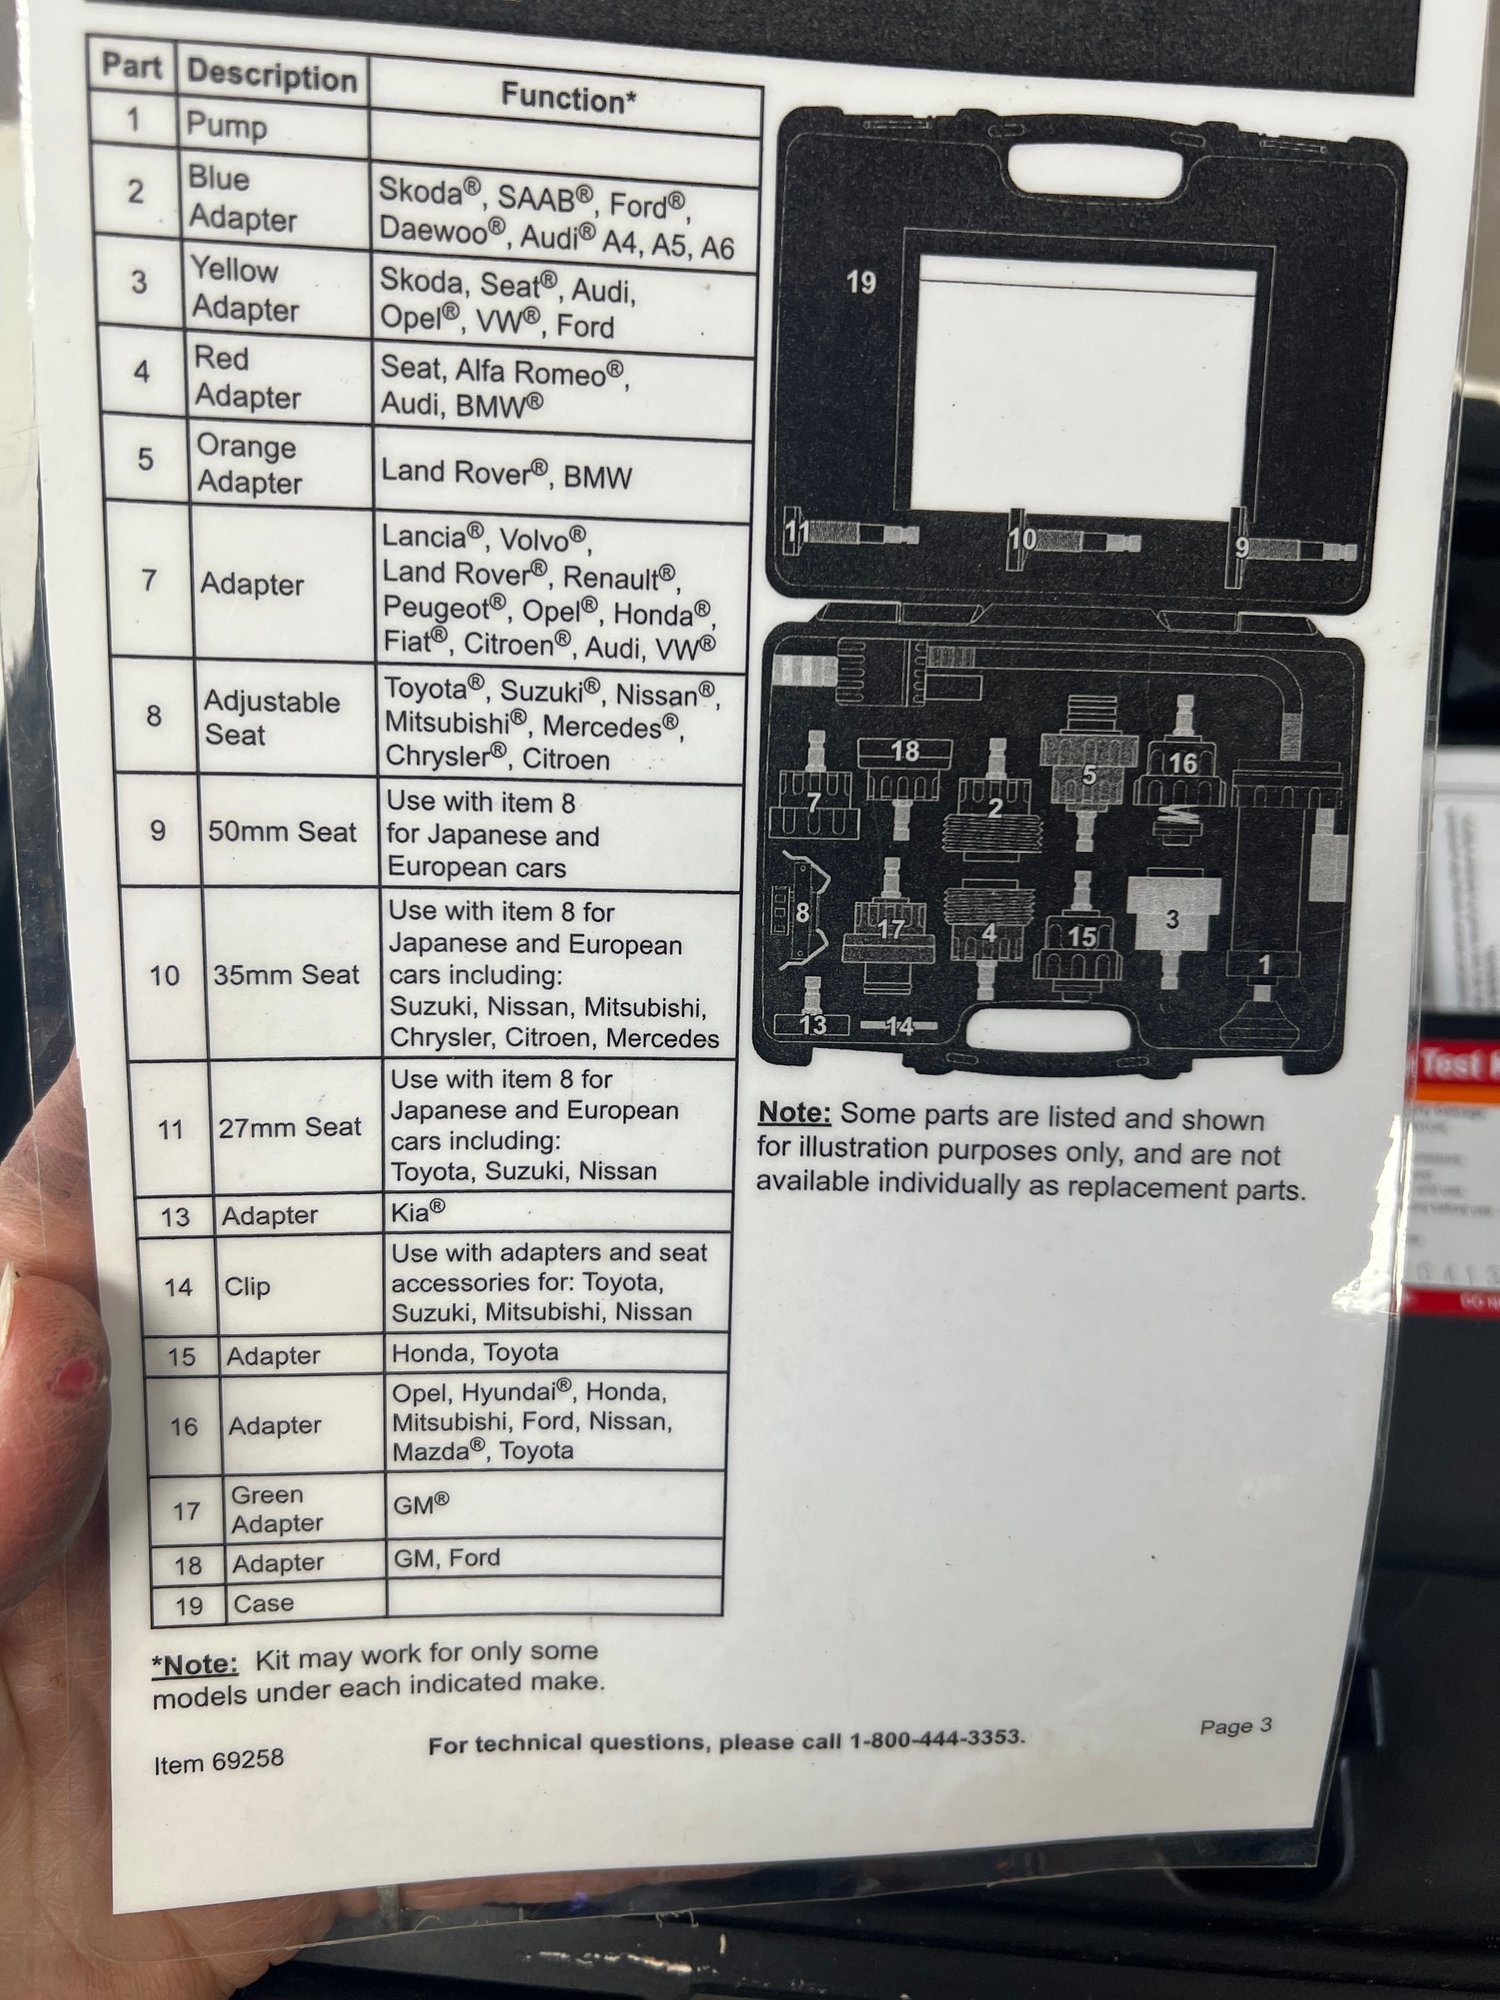 Part Description Function*
1 Pump
2 Blue Adapter Skoda®, SAAB®, Ford®,
Daewoo®, Audi® A4, A5, A6
3 Yellow Adapter Skoda, Seat®, Audi,
Opel®, VW®, Ford
4 Red Adapter Seat, Alfa Romeo®,
Audi, BMW®
5 Orange Adapter Land Rover®, BMW
7 Adapter Lancia®, Volvo®,
Land Rover®, Renault®,
Peugeot®, Opel®, Honda®,
Fiat®, Citroen®, Audi, VW®
8 Adjustable Seat Toyota®, Suzuki®, Nissan®,
Mitsubishi®, Mercedes®,
Chrysler®, Citroen
9 50mm Seat Use with item 8
for Japanese and
European cars
10 35mm Seat Use with item 8 for
Japanese and European
cars including:
Suzuki, Nissan, Mitsubishi,
Chrysler, Citroen, Mercedes
11 27mm Seat Use with item 8 for
Japanese and European
cars including:
Toyota, Suzuki, Nissan
13 Adapter Kia®
14 Clip Use with adapters and seat
accessories for: Toyota,
Suzuki, Mitsubishi, Nissan
15 Adapter Honda, Toyota
16 Adapter Opel, Hyundai®, Honda,
Mitsubishi, Ford, Nissan,
Mazda®, Toyota
17 Green Adapter GM®
18 Adapter GM, Ford
19 Case
*Note: Kit may work for only some
models under each indicated make.
19
11 10 9
7 18 2 5 16
8 17 4 15 3
13 14 1
Note: Some parts are listed and shown
for illustration purposes only, and are not
available individually as replacement parts.
Item 69258
For technical questions, please call 1-800-444-3353.
Page 3
Test